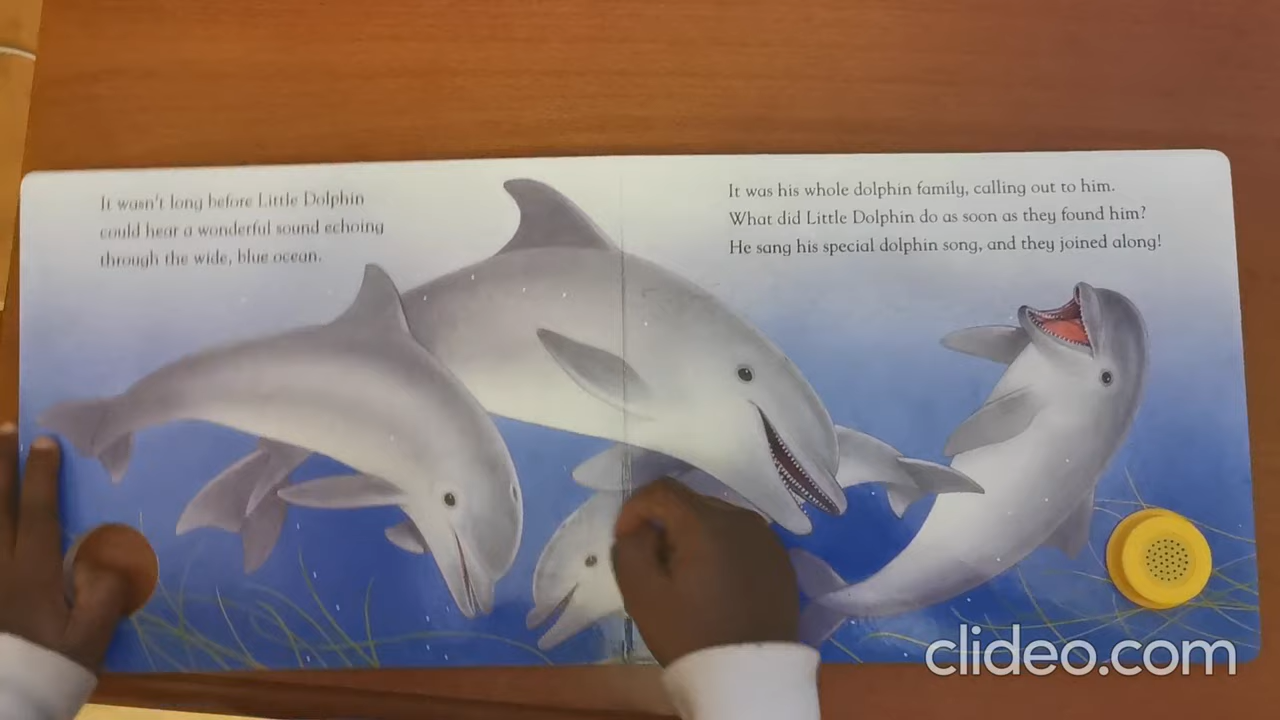 It wasn't long before Little Dolphin
could hear a wonderful sound echoing
through the wide, blue ocean.
It was his whole dolphin family, calling out to him.
What did Little Dolphin do as soon as they found him?
He sang his special dolphin song, and they joined along!
clideo.com